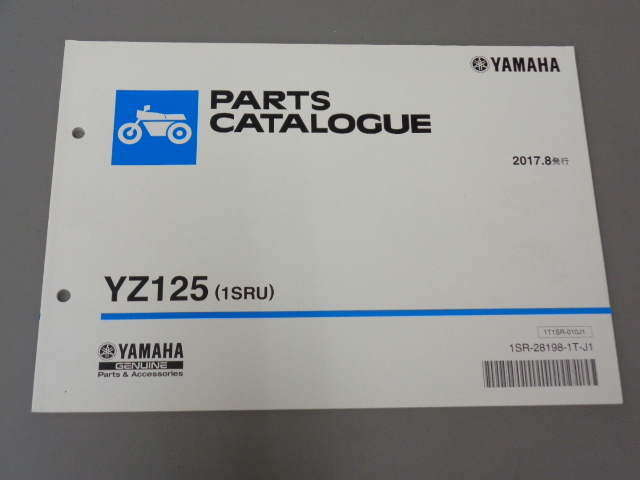 YAMAHA
PARTS
CATALOGUE
2017.8発行
YZ125 (1SRU)
1T1SR-010J1
1SR-28198-1T-J1
YAMAHA
GENUINE
Parts & Accessories